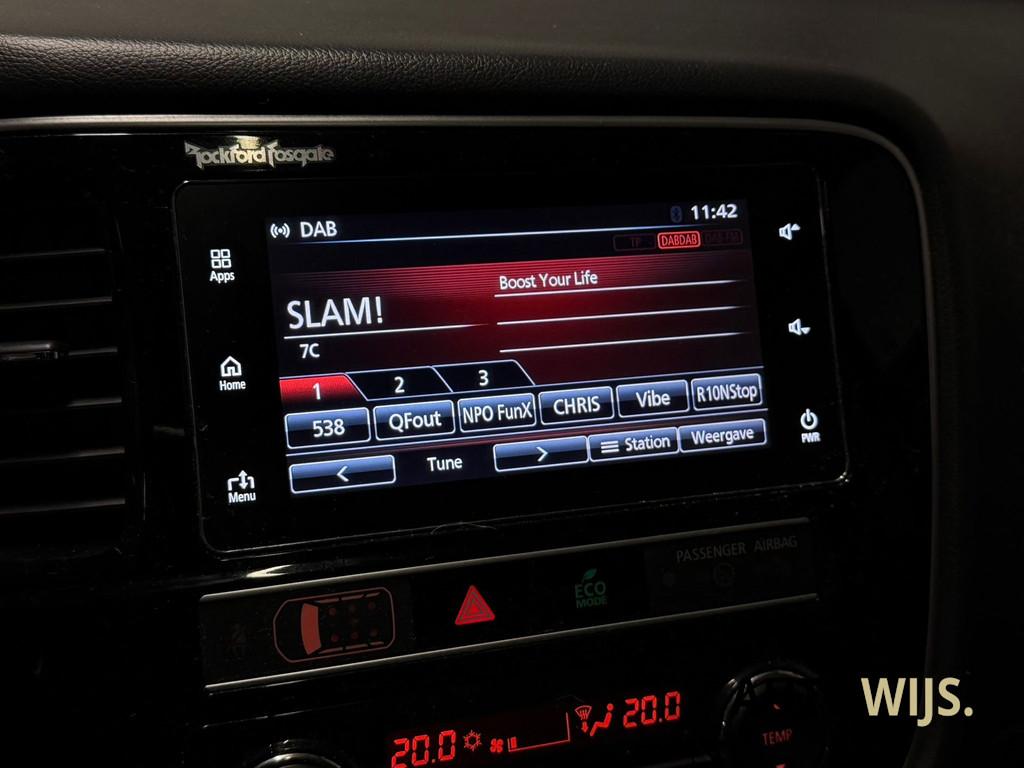 Rockford Fosgate
DAB
11:42
TP
DABDAB
DAB-FM
Apps
Boost Your Life
SLAM!
7C
Home
1
2
3
538
QFout
NPO FunX
CHRIS
Vibe
R10NStop
PWR
<
Tune
>
Station
Weergave
Menu
PASSENGER AIRBAG
ECO
MODE
20.0
20.0
TEMP
WIJS.